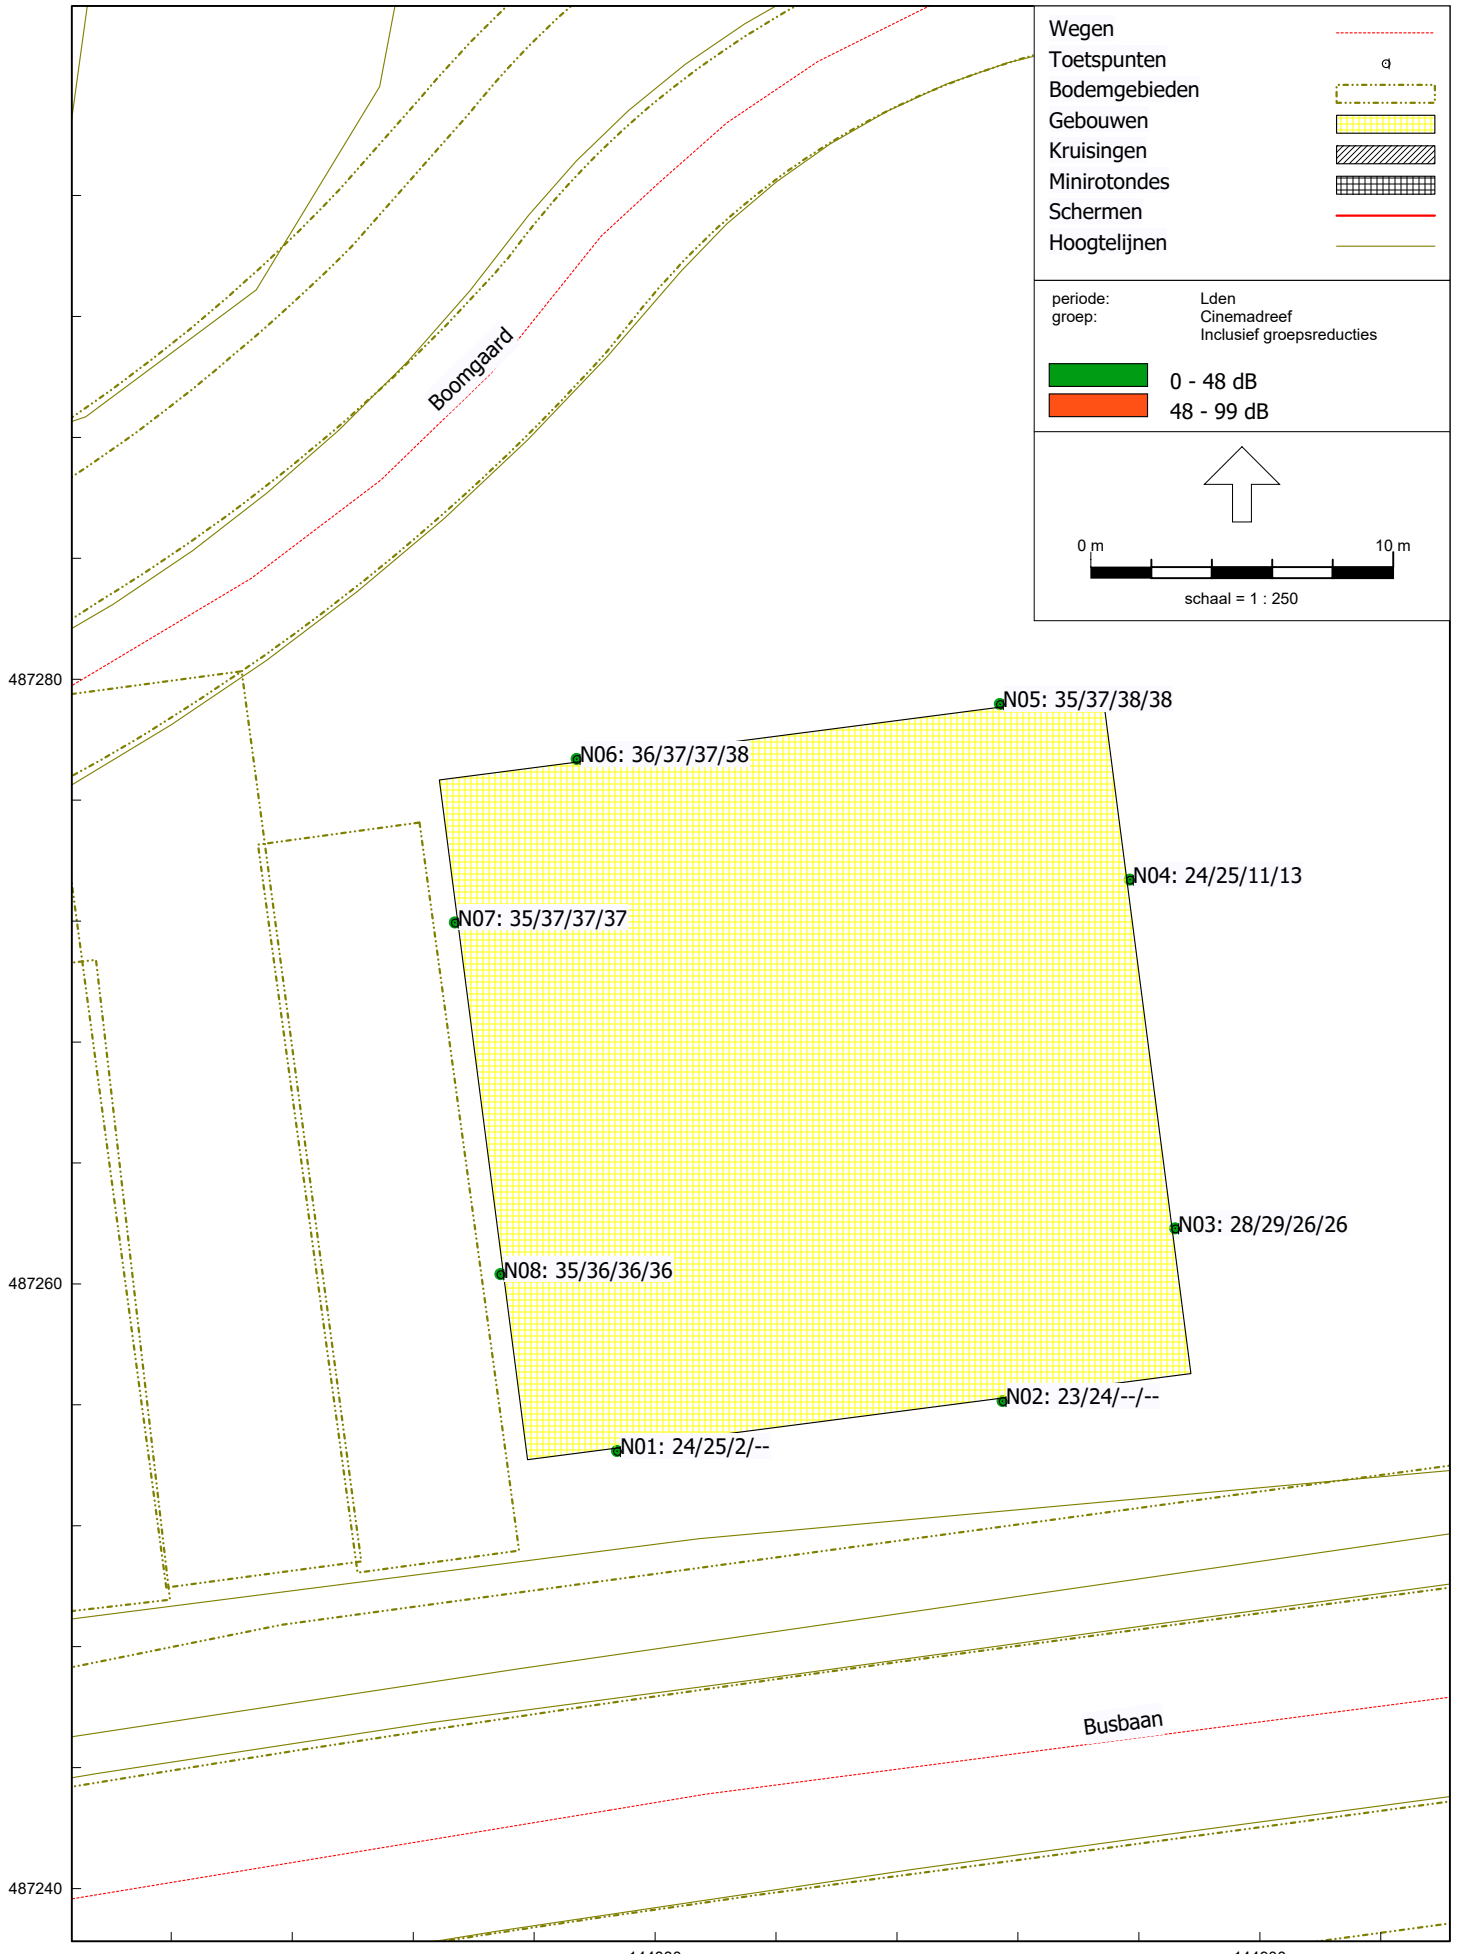 Wegen
Toetspunten
Bodemgebieden
Gebouwen
Kruisingen
Minirotondes
Schermen
Hoogtelijnen
periode: Lden
groep: Cinemadreef
Inclusief groepsreducties
0 - 48 dB
48 - 99 dB
0 m 10 m
schaal = 1 : 250
Boomgaard
487280
N05: 35/37/38/38
N06: 36/37/37/38
N04: 24/25/11/13
N07: 35/37/37/37
N03: 28/29/26/26
N08: 35/36/36/36
487260
N02: 23/24/--/--
N01: 24/25/2/--
Busbaan
487240